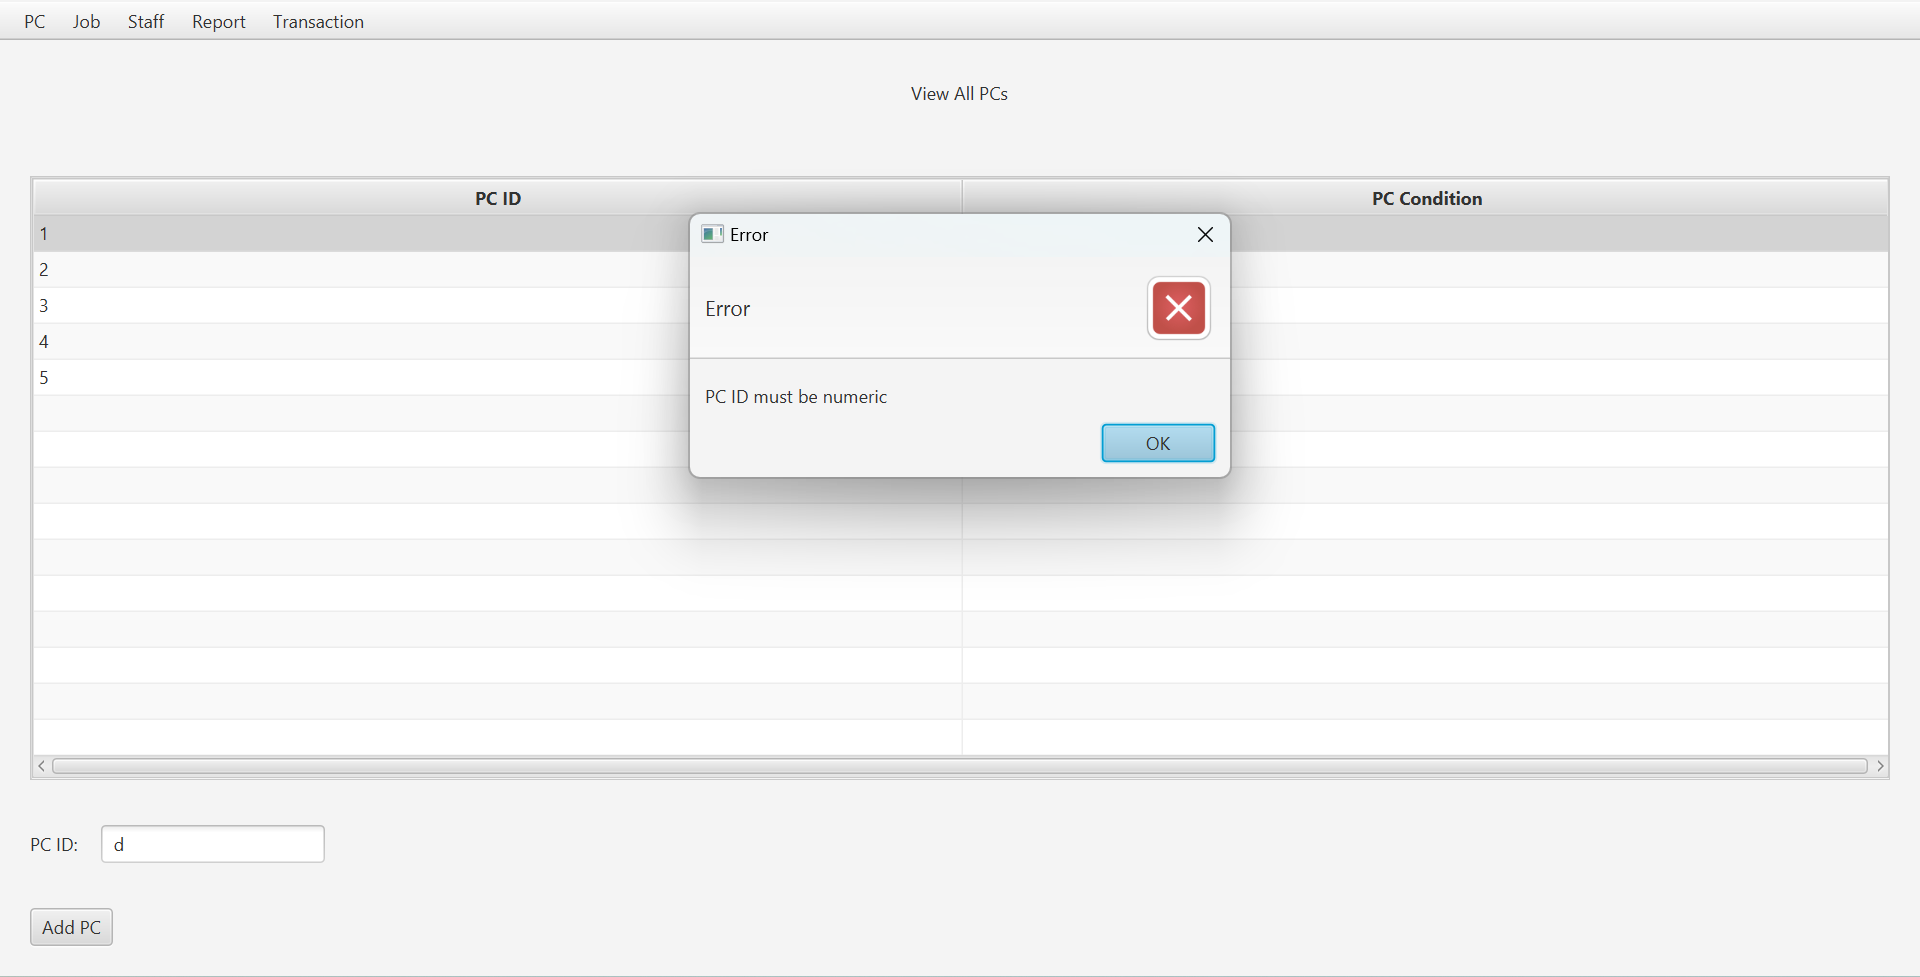 PC Job Staff Report Transaction
View All PCs
PC ID PC Condition
1
2
3
4
5
Error
Error
PC ID must be numeric
OK
PC ID: d
Add PC